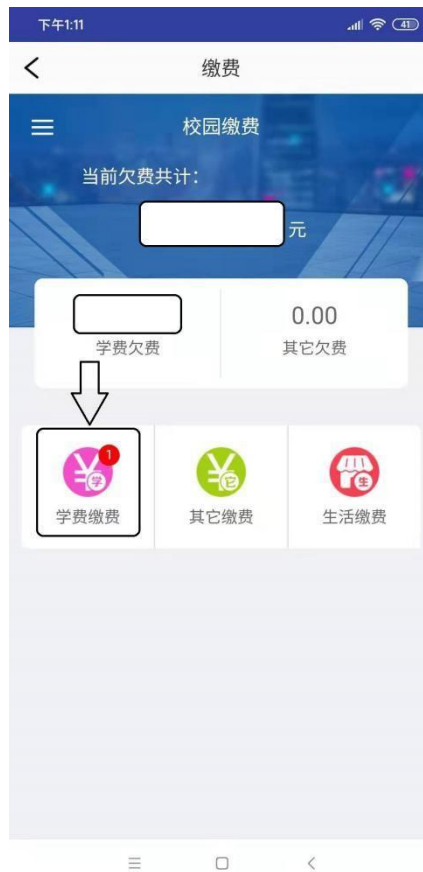 下午1:11
41
缴费
校园缴费
当前欠费共计：
元
0.00
学费欠费
其它欠费
1
学
它
生
学费缴费
其它缴费
生活缴费